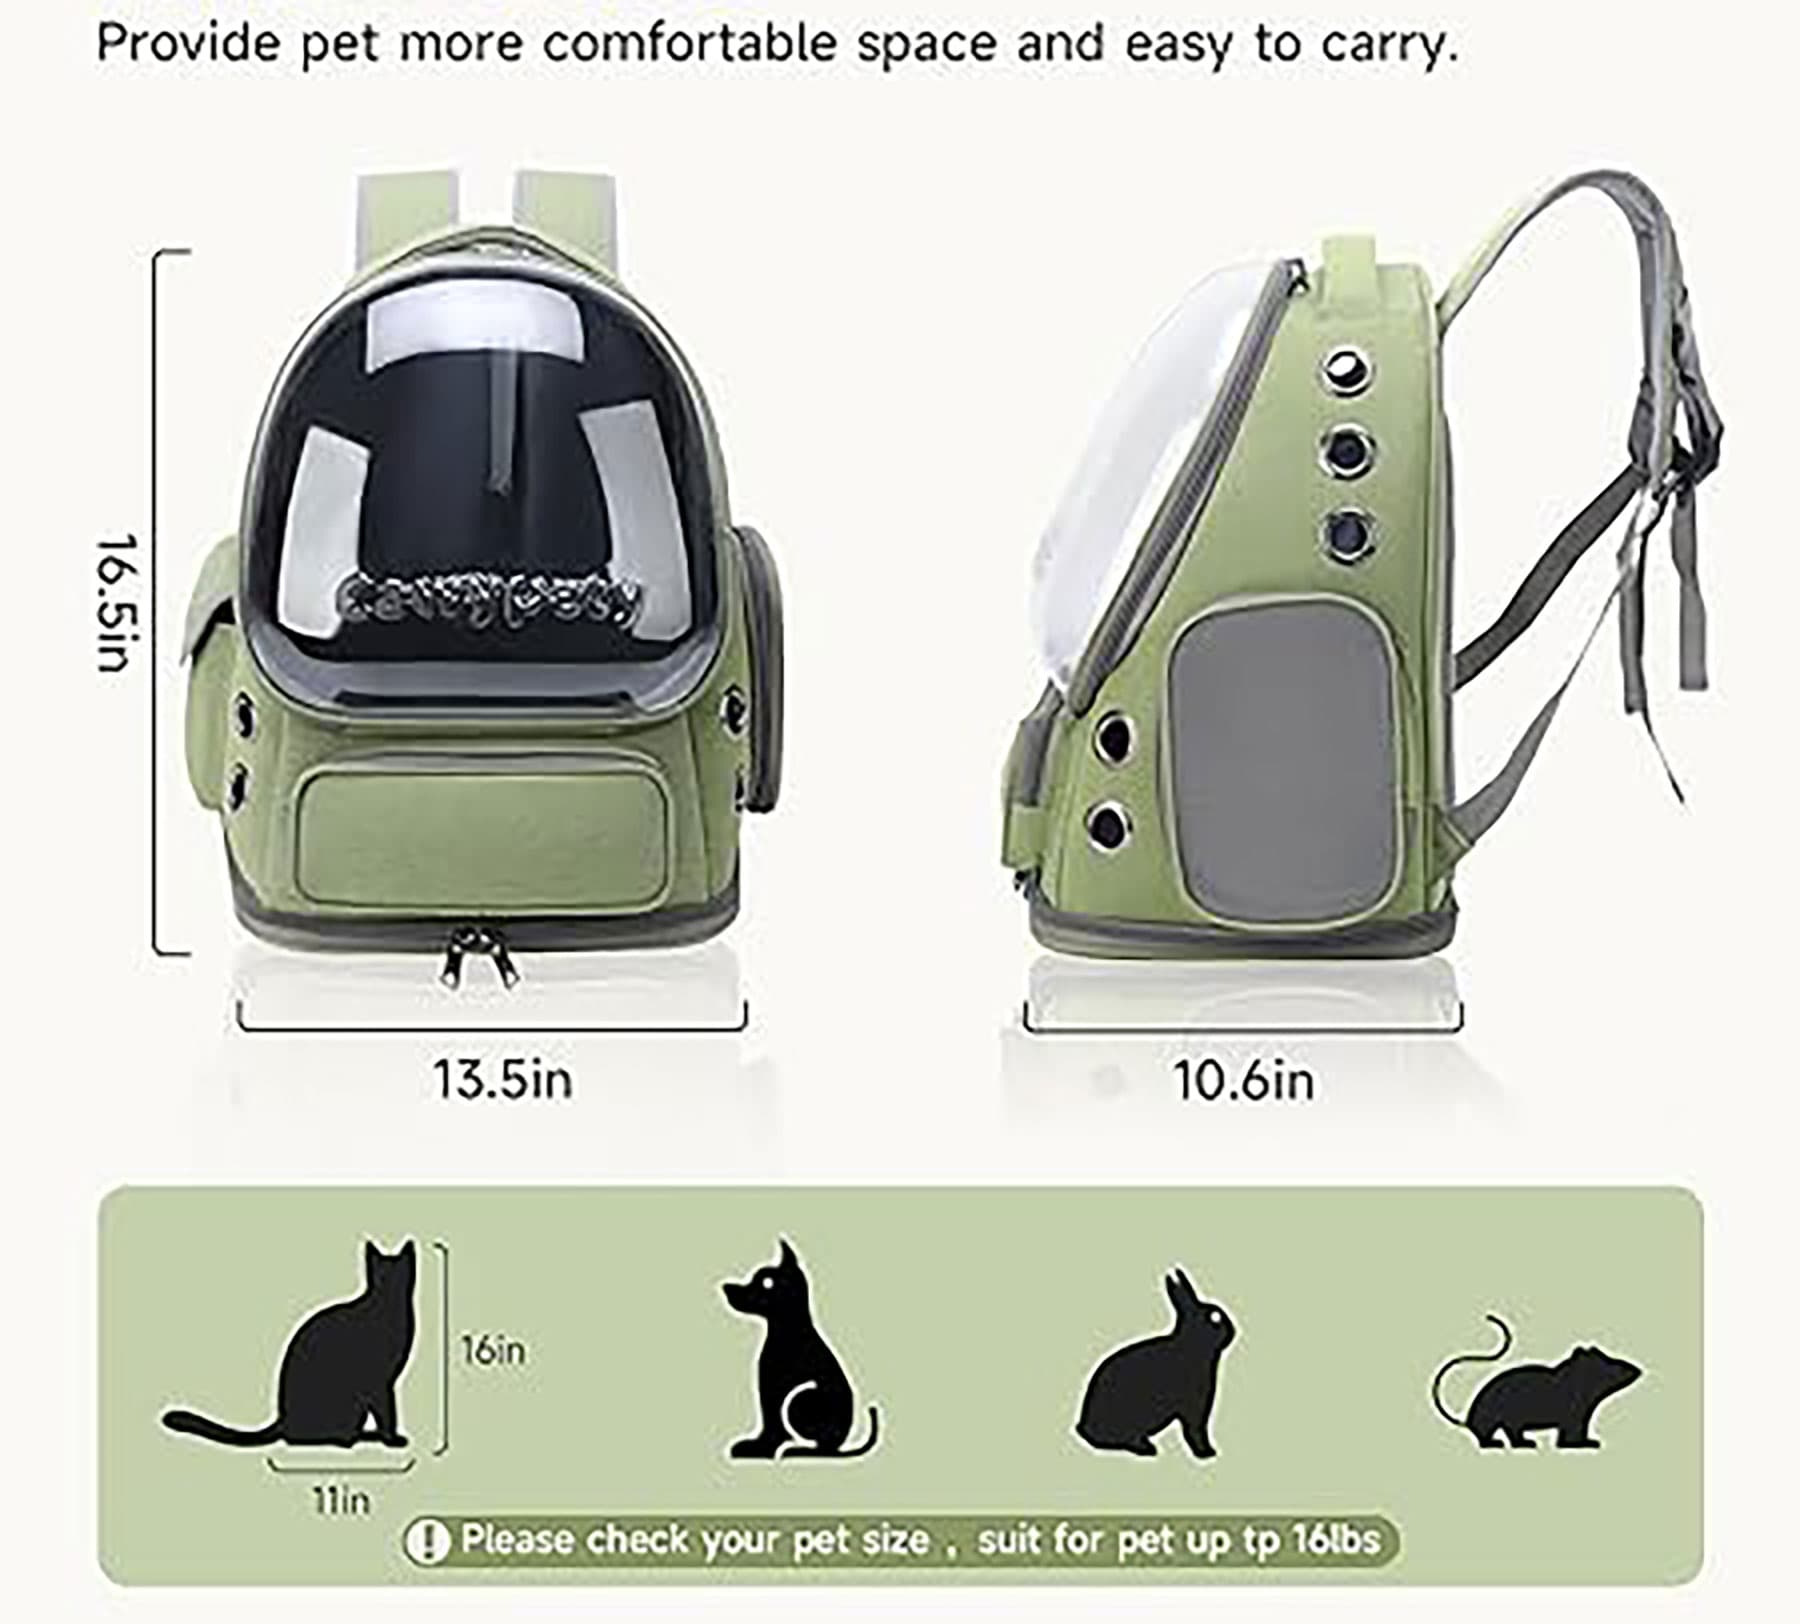 Provide pet more comfortable space and easy to carry.
16.5in
13.5in
10.6in
16in
11in
! Please check your pet size , suit for pet up tp 16lbs